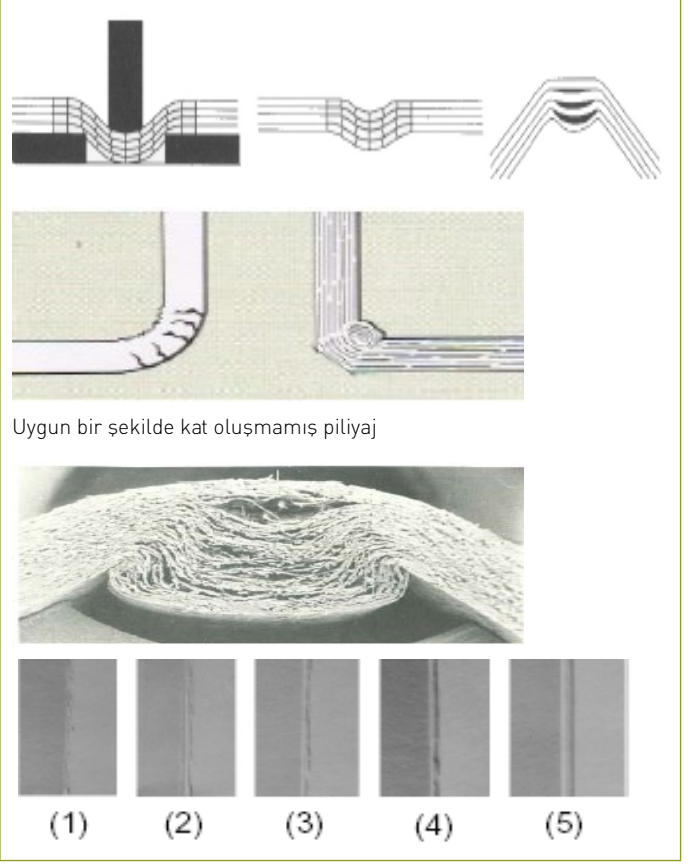 Uygun bir şekilde kat oluşmamış piliyaj
(1) (2) (3) (4) (5)